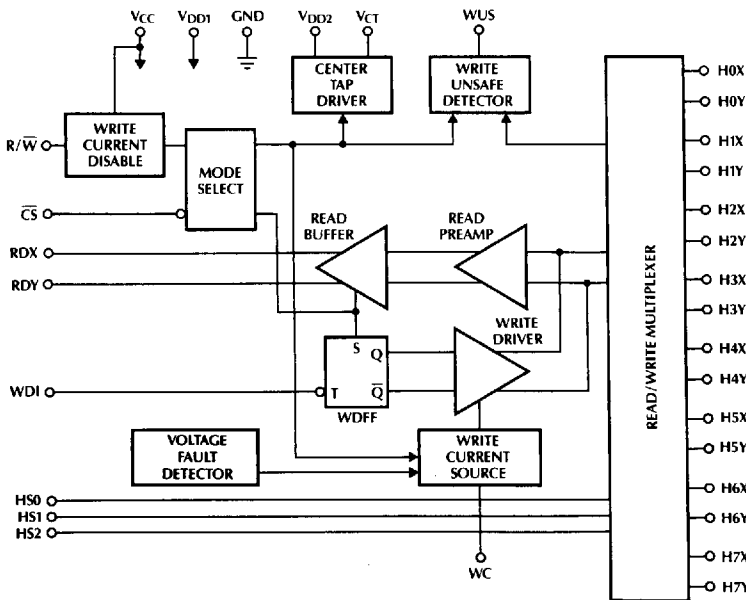 VCC VDD1 GND VDD2 VCT WUS
CENTER
TAP
DRIVER
WRITE
UNSAFE
DETECTOR
R/W̅
WRITE
CURRENT
DISABLE
MODE
SELECT
C̅S̅
RDX
RDY
READ
BUFFER
READ
PREAMP
WRITE
DRIVER
S
Q
T
Q̅
WDFF
WDI
VOLTAGE
FAULT
DETECTOR
WRITE
CURRENT
SOURCE
HS0
HS1
HS2
WC
READ/WRITE MULTIPLEXER
H0X
H0Y
H1X
H1Y
H2X
H2Y
H3X
H3Y
H4X
H4Y
H5X
H5Y
H6X
H6Y
H7X
H7Y